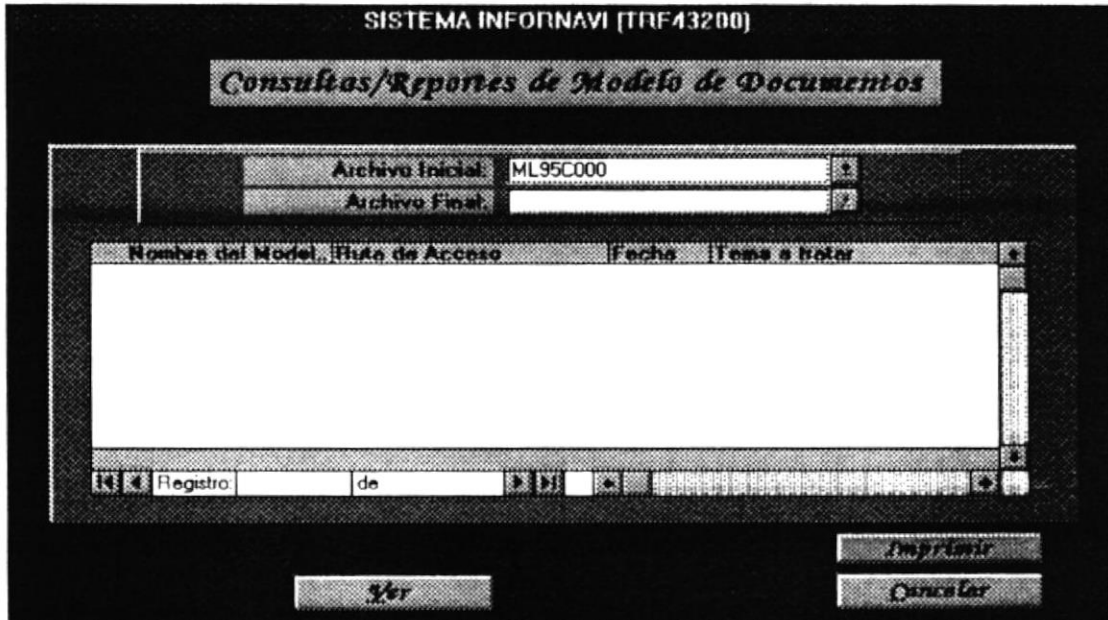 SISTEMA INFORNAVI (TRF43200)
Consultas/Reportes de Modelo de Documentos
Archivo Inicial: ML95C000 ?
Archivo Final: ?
Nombre del Model.. Ruta de Acceso Fecha Tema a tratar
Registro: de
Imprimir
Ver Cancelar